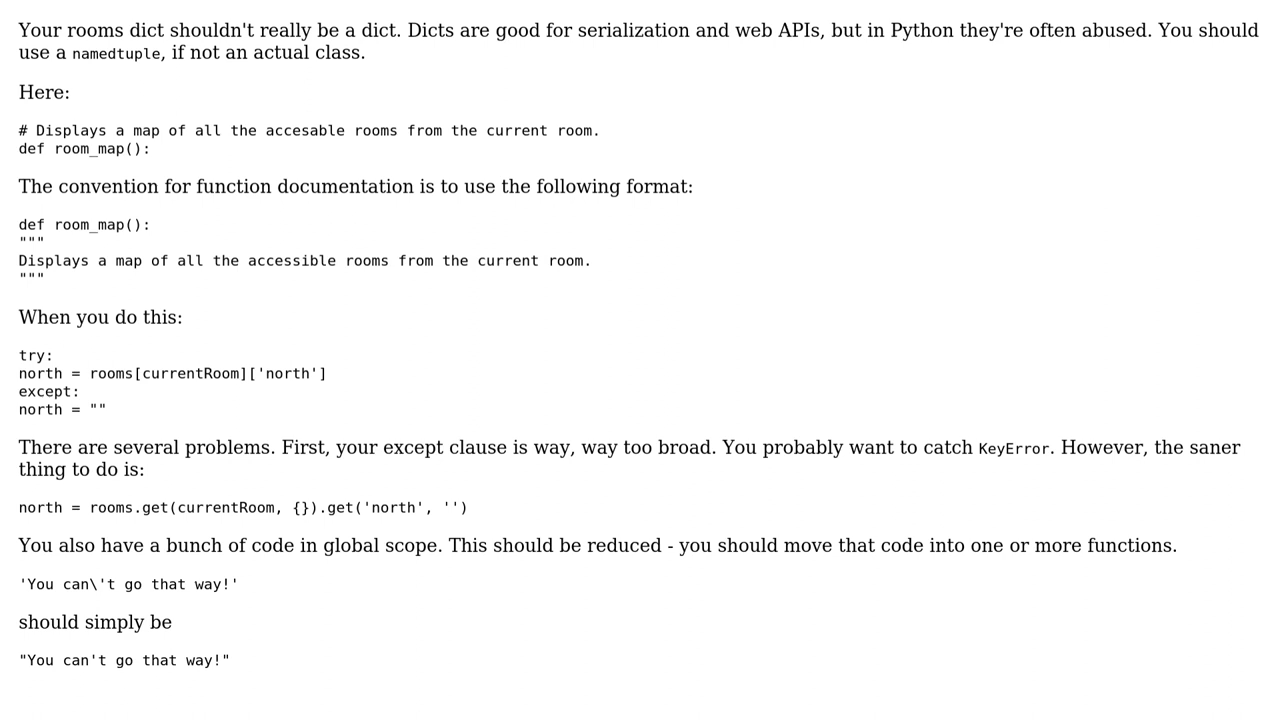 Your rooms dict shouldn't really be a dict. Dicts are good for serialization and web APIs, but in Python they're often abused. You should
use a namedtuple, if not an actual class.
Here:
# Displays a map of all the accesable rooms from the current room.
def room_map():
The convention for function documentation is to use the following format:
def room_map():
"""
Displays a map of all the accessible rooms from the current room.
"""
When you do this:
try:
north = rooms[currentRoom]['north']
except:
north = ""
There are several problems. First, your except clause is way, way too broad. You probably want to catch KeyError. However, the saner
thing to do is:
north = rooms.get(currentRoom, {}).get('north', '')
You also have a bunch of code in global scope. This should be reduced - you should move that code into one or more functions.
'You can\'t go that way!'
should simply be
"You can't go that way!"